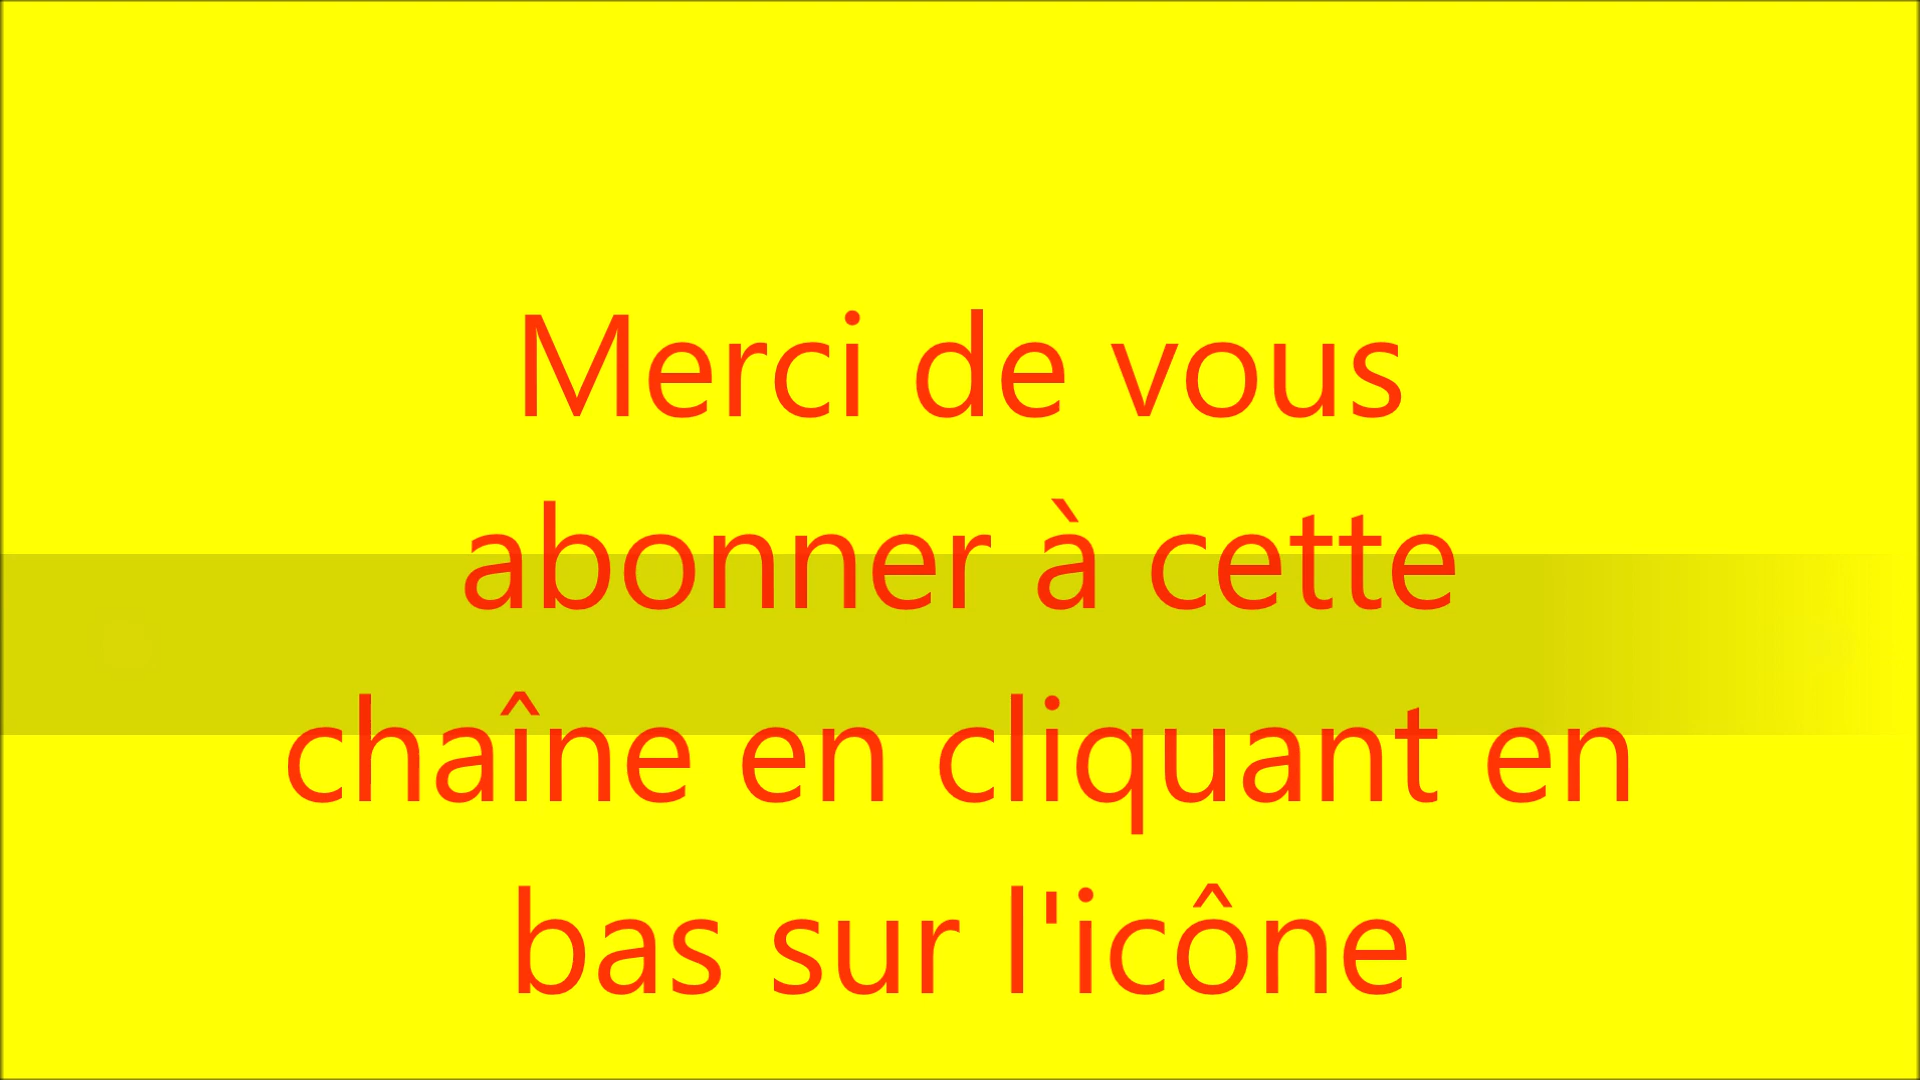 Merci de vous
abonner à cette
chaîne en cliquant en
bas sur l'icône